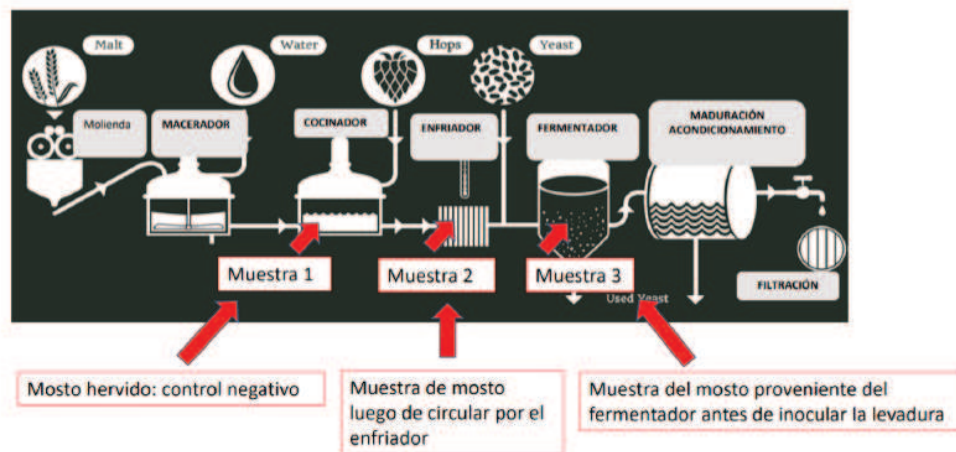 Malt
Water
Hops
Yeast
Molienda
MACERADOR
COCINADOR
ENFRIADOR
FERMENTADOR
MADURACIÓN
ACONDICIONAMIENTO
Muestra 1
Muestra 2
Muestra 3
Used Yeast
FILTRACIÓN
Mosto hervido: control negativo
Muestra de mosto
luego de circular por el
enfriador
Muestra del mosto proveniente del
fermentador antes de inocular la levadura